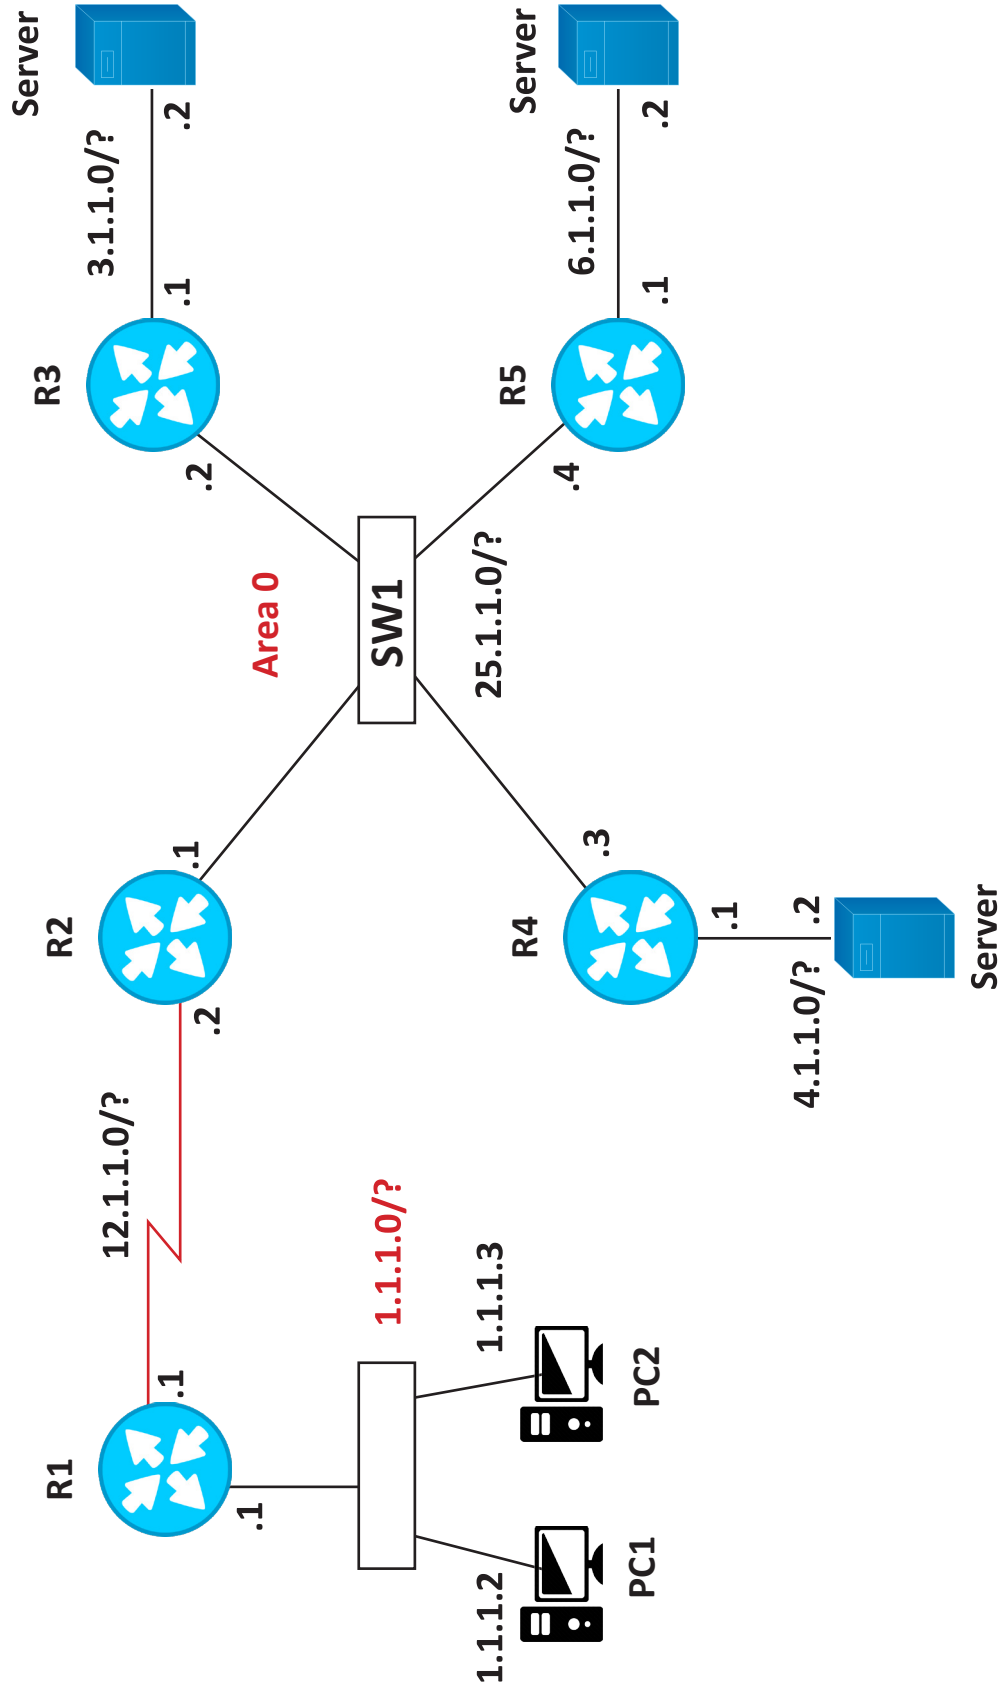 R1
12.1.1.0/?
R2
R3
3.1.1.0/?
Server
.1
.2
.1
.2
.1
.2
.1
Area 0
1.1.1.0/?
SW1
25.1.1.0/?
1.1.1.2
1.1.1.3
PC1
PC2
R4
.3
.4
R5
6.1.1.0/?
Server
.1
.2
.1
.2
4.1.1.0/?
Server